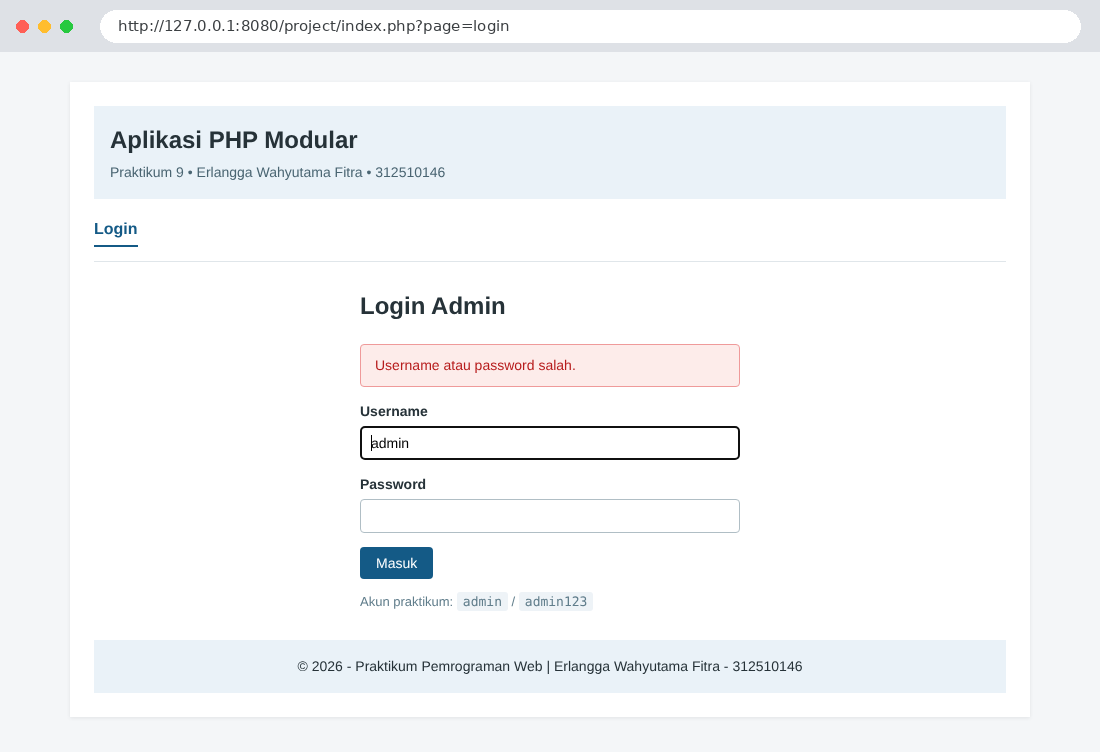 http://127.0.0.1:8080/project/index.php?page=login
Aplikasi PHP Modular
Praktikum 9 • Erlangga Wahyutama Fitra • 312510146
Login
Login Admin
Username atau password salah.
Username
admin
Password
Masuk
Akun praktikum: admin / admin123
© 2026 - Praktikum Pemrograman Web | Erlangga Wahyutama Fitra - 312510146